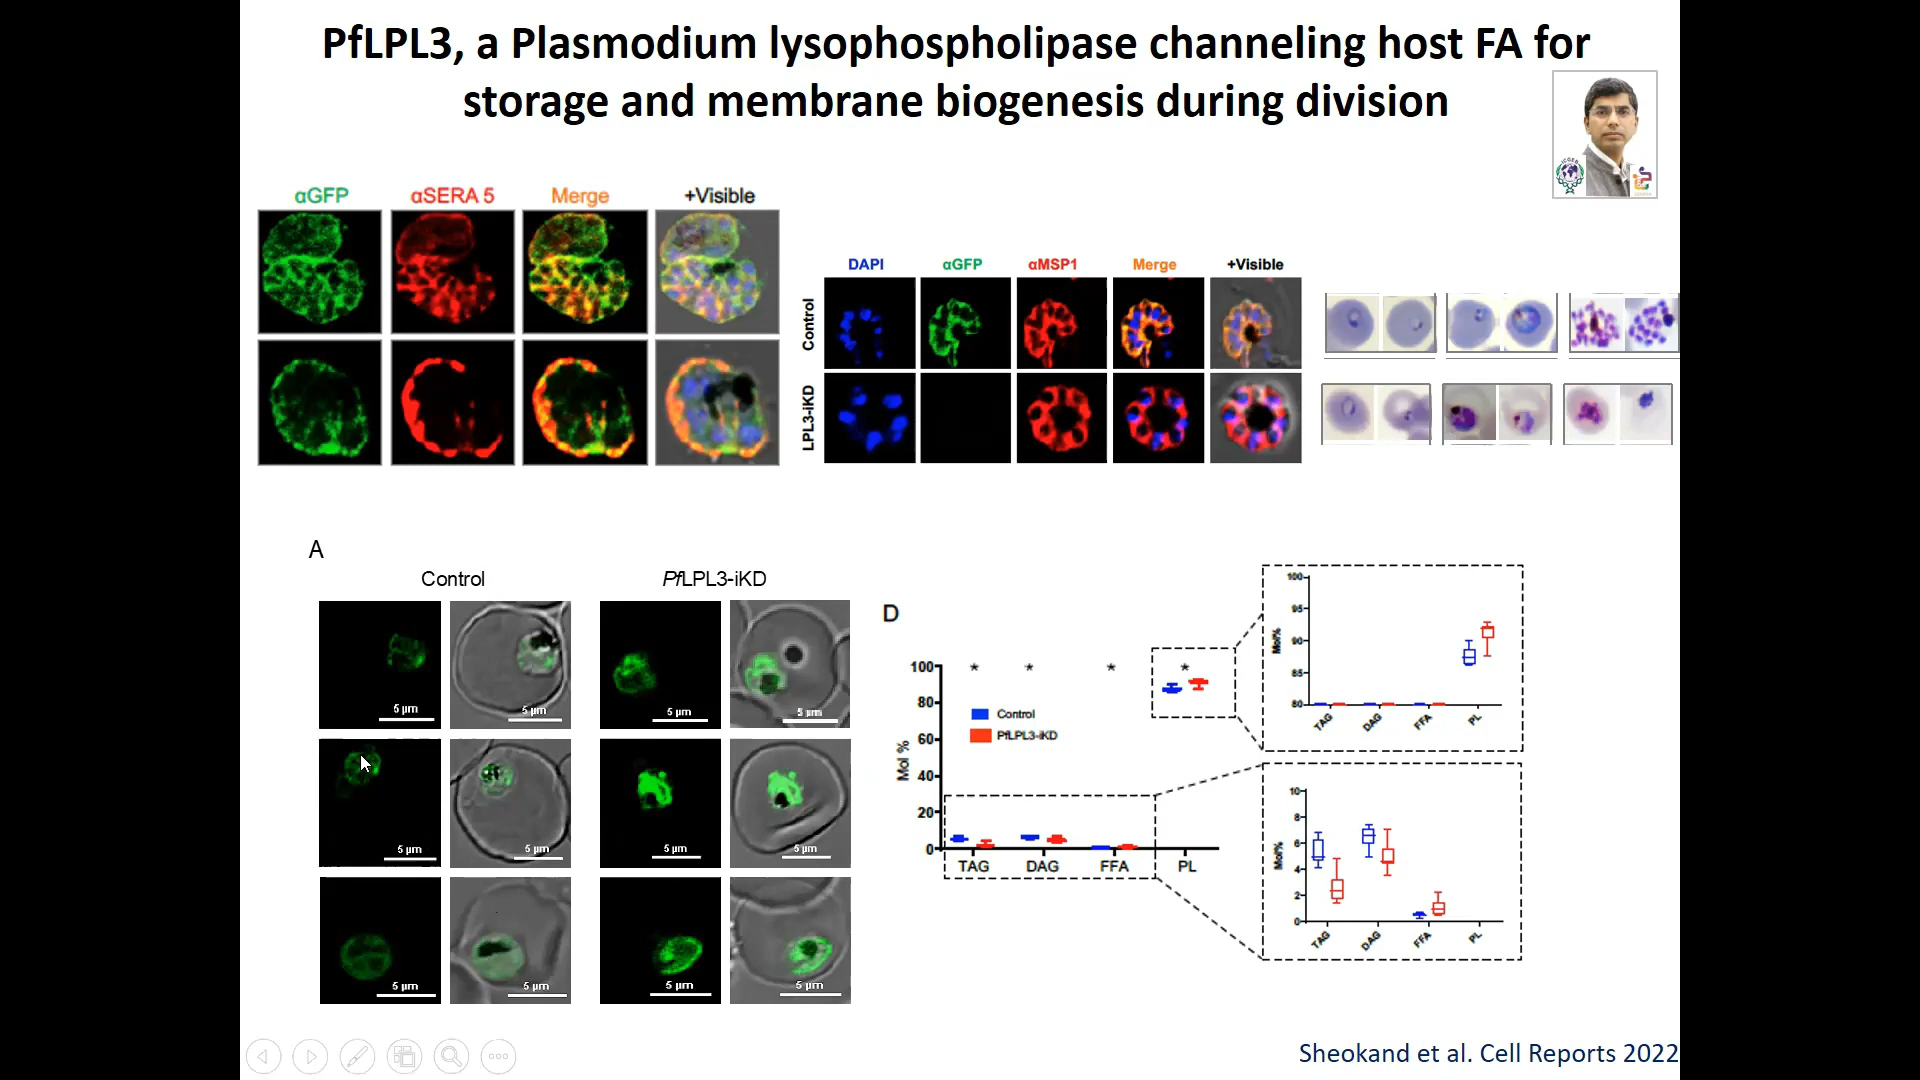 PfLPL3, a Plasmodium lysophospholipase channeling host FA for
storage and membrane biogenesis during division
αGFP αSERA 5 Merge +Visible
DAPI αGFP αMSP1 Merge +Visible
Control
LPL3-iKD
A
Control PfLPL3-iKD
5 µm 5 µm 5 µm 5 µm
5 µm 5 µm 5 µm 5 µm
5 µm 5 µm 5 µm 5 µm
D
Mol %
100
80
60
40
20
0
* * * *
Control
PfLPL3-iKD
TAG DAG FFA PL
Mol%
100
95
90
85
80
TAG DAG FFA PL
Mol%
10
8
6
4
2
0
TAG DAG FFA PL
Sheokand et al. Cell Reports 2022